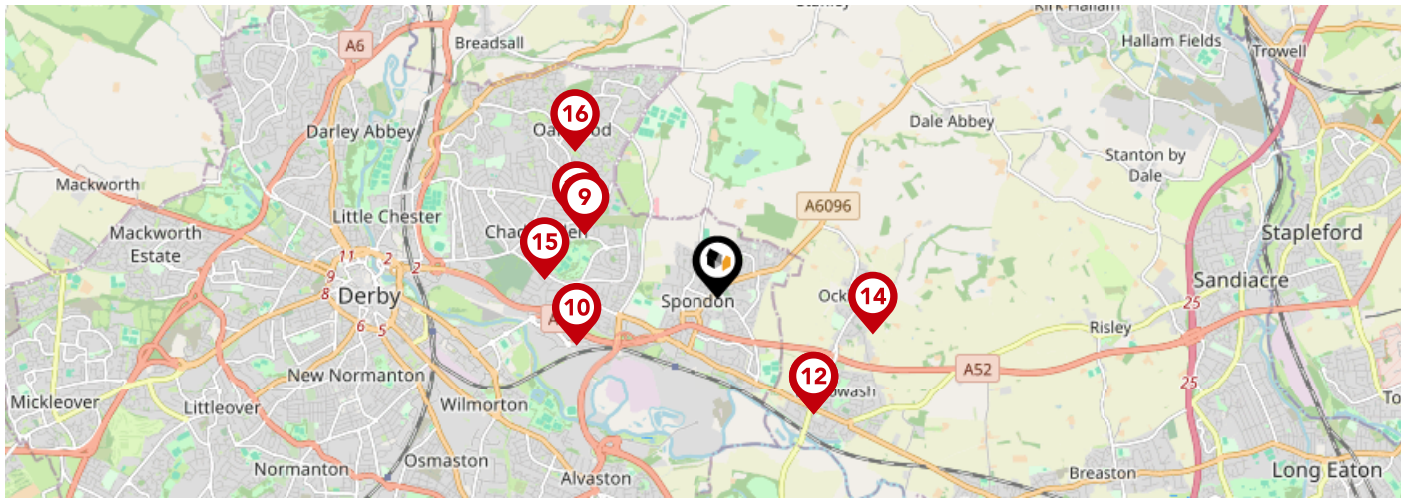 Kirk Hallam
A6
Breadsall
Hallam Fields
Trowell
16
Oakwood
Darley Abbey
Dale Abbey
Stanton by
Dale
Mackworth
9
A6096
Little Chester
Mackworth
Estate
15
Stapleford
11
2
2
9
8
Derby
6
5
Spondon
14
Sandiacre
25
10
Risley
A52
12
25
New Normanton
Mickleover
Littleover
Wilmorton
Normanton
Osmaston
Alvaston
Breaston
Long Eaton
To